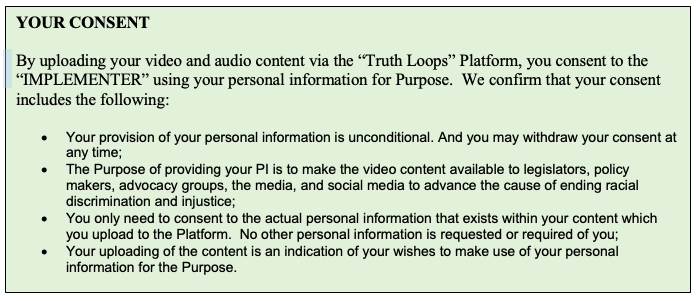 YOUR CONSENT
By uploading your video and audio content via the “Truth Loops” Platform, you consent to the
“IMPLEMENTER” using your personal information for Purpose.  We confirm that your consent
includes the following:
• Your provision of your personal information is unconditional. And you may withdraw your consent at
any time;
• The Purpose of providing your PI is to make the video content available to legislators, policy
makers, advocacy groups, the media, and social media to advance the cause of ending racial
discrimination and injustice;
• You only need to consent to the actual personal information that exists within your content which
you upload to the Platform.  No other personal information is requested or required of you;
• Your uploading of the content is an indication of your wishes to make use of your personal
information for the Purpose.